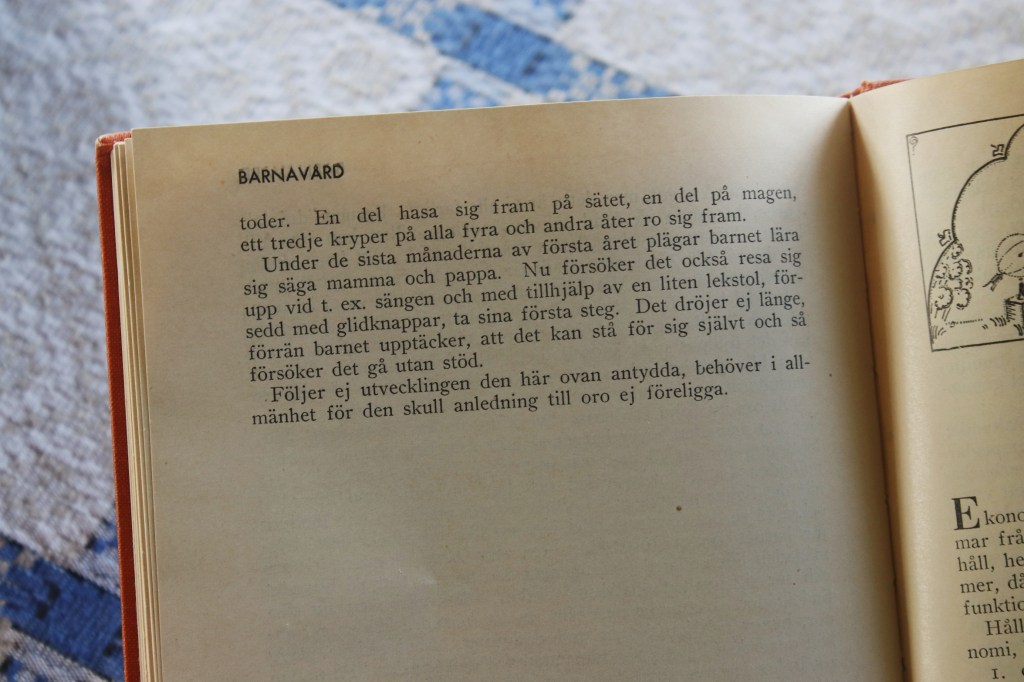 BARNAVÅRD
toder. En del hasa sig fram på sätet, en del på magen,
ett tredje kryper på alla fyra och andra åter ro sig fram.
Under de sista månaderna av första året plägar barnet lära
sig säga mamma och pappa. Nu försöker det också resa sig
upp vid t. ex. sängen och med tillhjälp av en liten lekstol, för-
sedd med glidknappar, ta sina första steg. Det dröjer ej länge,
förrän barnet upptäcker, att det kan stå för sig självt och så
försöker det gå utan stöd.
Följer ej utvecklingen den här ovan antydda, behöver i all-
mänhet för den skull anledning till oro ej föreligga.
Ekono
mar frå
håll, he
mer, då
funktio
Håll
nomi,
1.